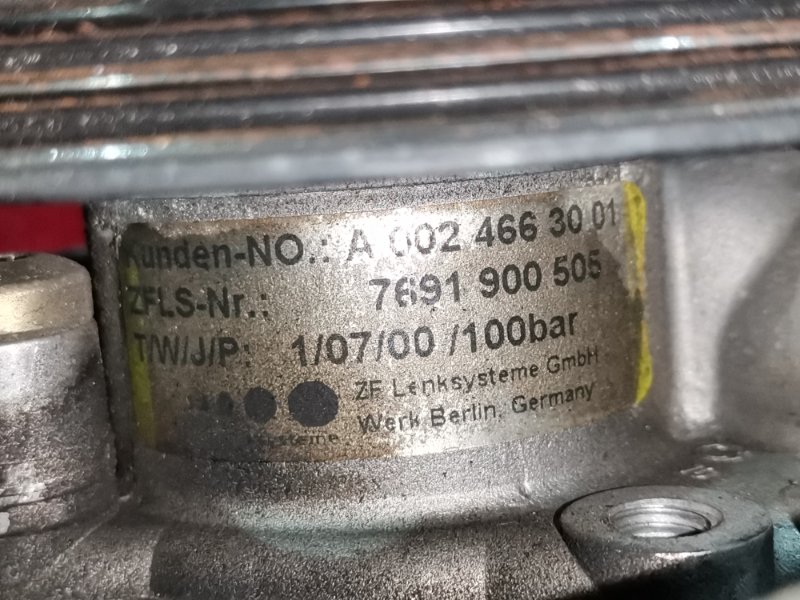 Kunden-NO.: A 002 466 30 01
ZFLS-Nr.: 7691 900 505
T/W/J/P: 1/07/00 /100bar
ZF Lenksysteme GmbH
Werk Berlin, Germany